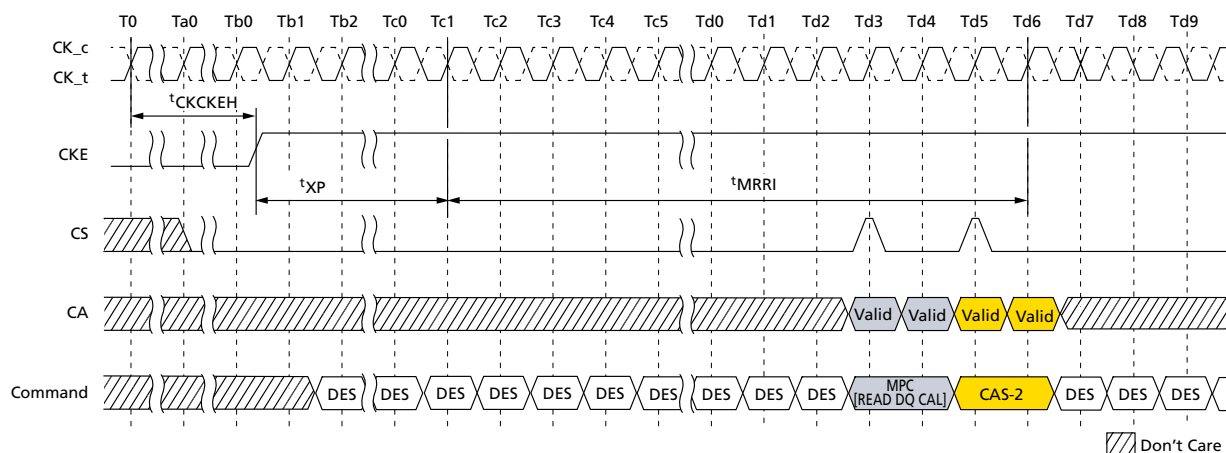 T0 Ta0 Tb0 Tb1 Tb2 Tc0 Tc1 Tc2 Tc3 Tc4 Tc5 Td0 Td1 Td2 Td3 Td4 Td5 Td6 Td7 Td8 Td9
CK_c
CK_t
tCKCKEH
CKE
tXP tMRRI
CS
CA Valid Valid Valid Valid
Command DES DES DES DES DES DES DES DES DES DES MPC [READ DQ CAL] CAS-2 DES DES DES
Don't Care